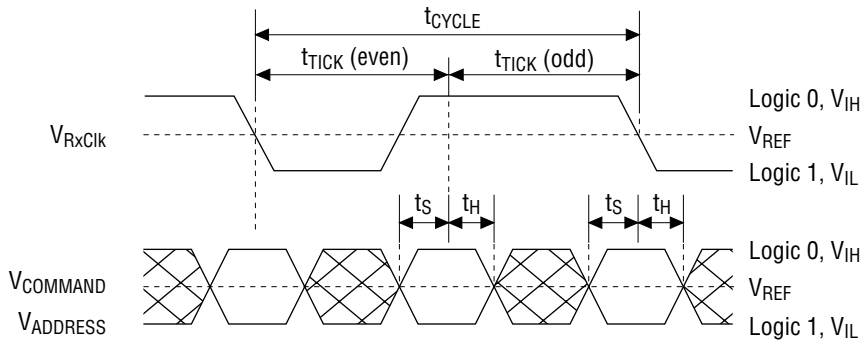 tCYCLE
tTICK (even)
tTICK (odd)
Logic 0, VIH
VRxClk
VREF
Logic 1, VIL
tS
tH
tS
tH
Logic 0, VIH
VCOMMAND
VREF
VADDRESS
Logic 1, VIL